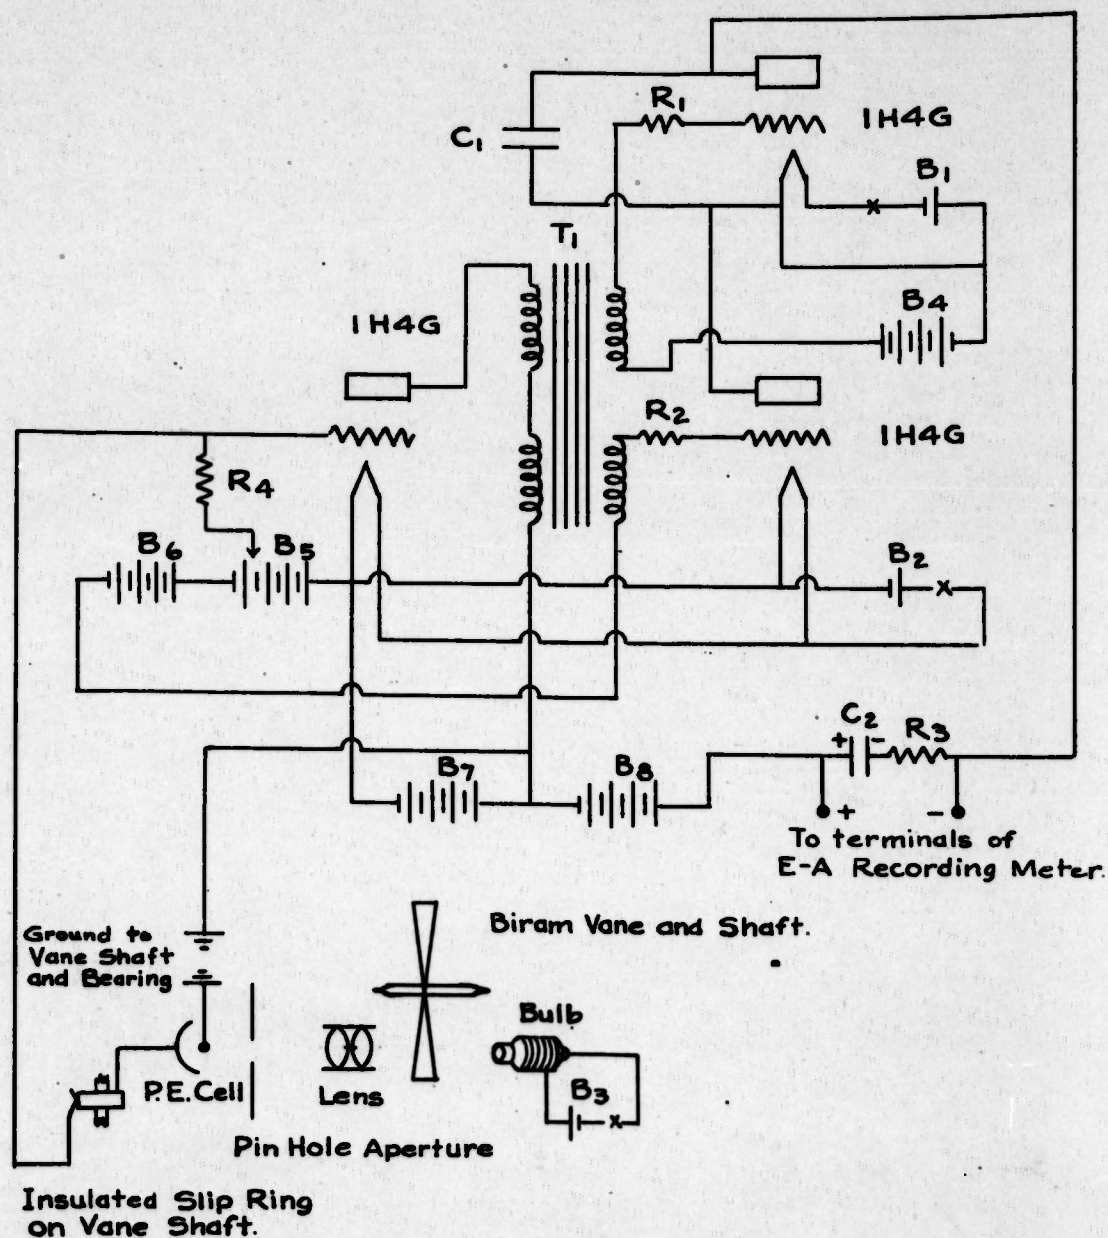 R1
1H4G
C1
B1
T1
B4
1H4G
R2
1H4G
R4
B6
B5
B2
x
x
C2
+
-
R3
B7
B8
+
-
To terminals of
E-A Recording Meter.
Biram Vane and Shaft.
Ground to
Vane Shaft
and Bearing
Bulb
P.E. Cell
Lens
B3
x
Pin Hole Aperture
Insulated Slip Ring
on Vane Shaft.